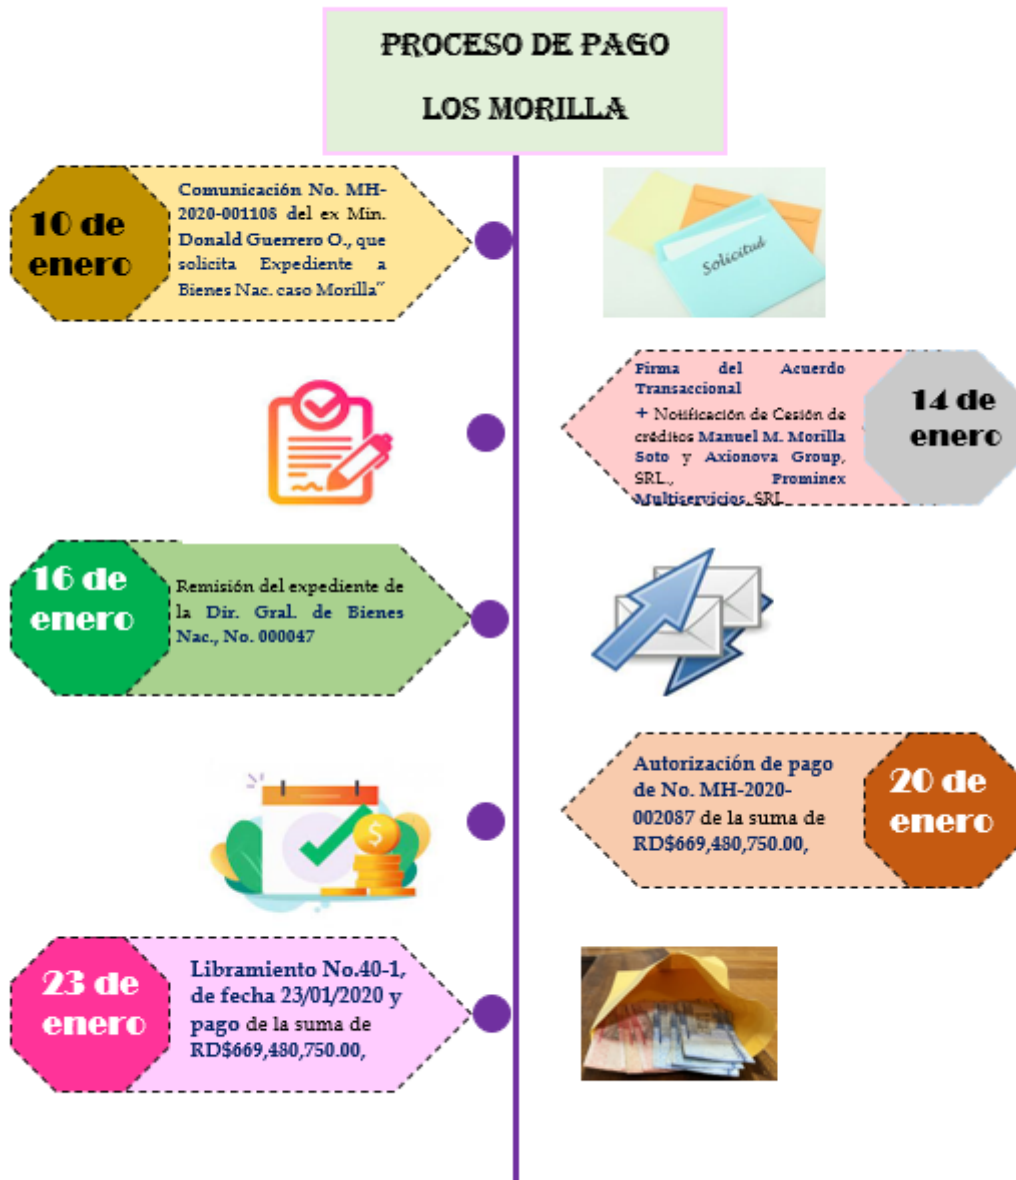 PROCESO DE PAGO
LOS MORILLA
10 de
enero
Comunicación No. MH-
2020-001108 del ex Min.
Donald Guerrero O., que
solicita Expediente a
Bienes Nac. caso Morilla"
Solicitud
Firma del Acuerdo
Transaccional
+ Notificación de Cesión de
créditos Manuel M. Morilla
Soto y Axionova Group,
SRL., Prominex
Multiservicios, SRL
14 de
enero
16 de
enero
Remisión del expediente de
la Dir. Gral. de Bienes
Nac., No. 000047
Autorización de pago
de No. MH-2020-
002087 de la suma de
RD$669,480,750.00,
20 de
enero
$
23 de
enero
Libramiento No.40-1,
de fecha 23/01/2020 y
pago de la suma de
RD$669,480,750.00,